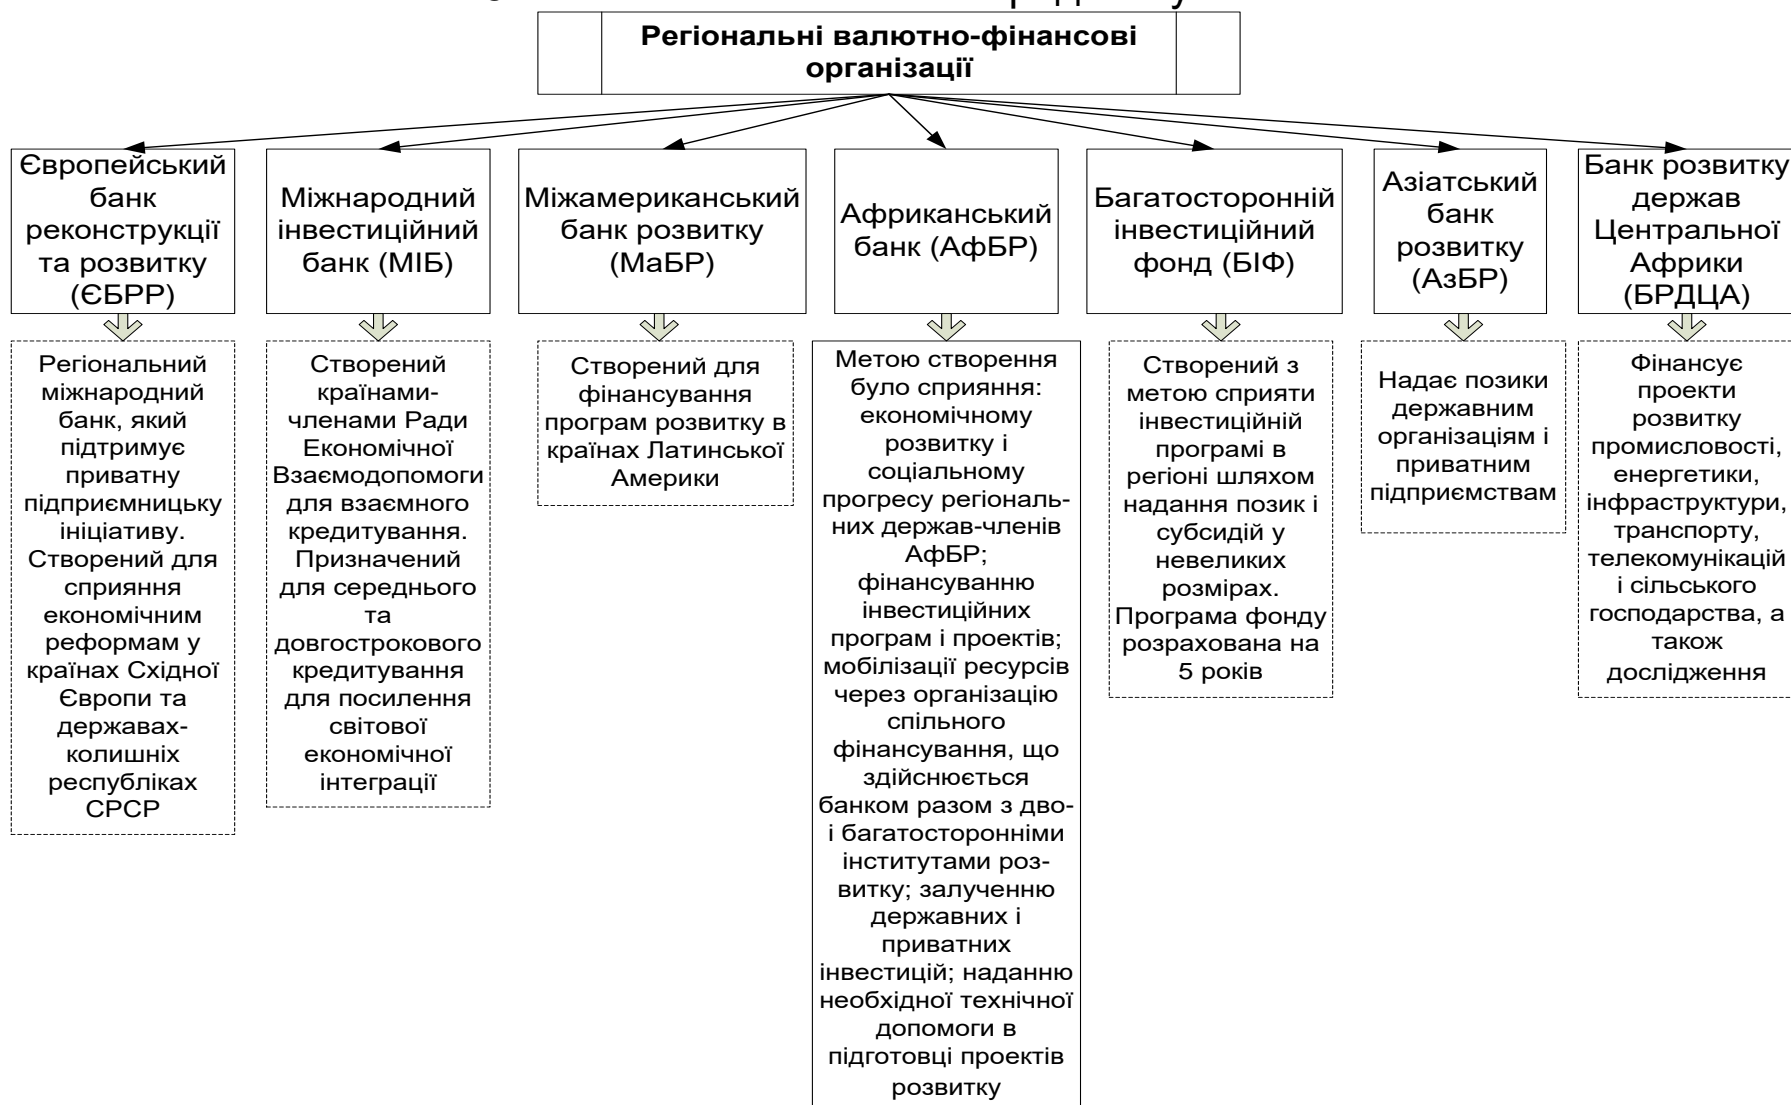 Регіональні валютно-фінансові
організації
Європейський
банк
реконструкції
та розвитку
(ЄБРР)
Міжнародний
інвестиційний
банк (МІБ)
Міжамериканський
банк розвитку
(МаБР)
Африканський
банк (АфБР)
Багатосторонній
інвестиційний
фонд (БІФ)
Азіатський
банк
розвитку
(АзБР)
Банк розвитку
держав
Центральної
Африки
(БРДЦА)
Регіональний
міжнародний
банк, який
підтримує
приватну
підприємницьку
ініціативу.
Створений для
сприяння
економічним
реформам у
країнах Східної
Європи та
державах-
колишніх
республіках
СРСР
Створений
країнами-
членами Ради
Економічної
Взаємодопомоги
для взаємного
кредитування.
Призначений
для середнього
та
довгострокового
кредитування
для посилення
світової
економічної
інтеграції
Створений для
фінансування
програм розвитку в
країнах Латинської
Америки
Метою створення
було сприяння:
економічному
розвитку і
соціальному
прогресу регіональ-
них держав-членів
АфБР;
фінансуванню
інвестиційних
програм і проектів;
мобілізації ресурсів
через організацію
спільного
фінансування, що
здійснюється
банком разом з дво-
і багатосторонніми
інститутами роз-
витку; залученню
державних і
приватних
інвестицій; наданню
необхідної технічної
допомоги в
підготовці проектів
розвитку
Створений з
метою сприяти
інвестиційній
програмі в
регіоні шляхом
надання позик і
субсидій у
невеликих
розмірах.
Програма фонду
розрахована на
5 років
Надає позики
державним
організаціям і
приватним
підприємствам
Фінансує
проекти
розвитку
промисловості,
енергетики,
інфраструктури,
транспорту,
телекомунікацій
і сільського
господарства, а
також
дослідження